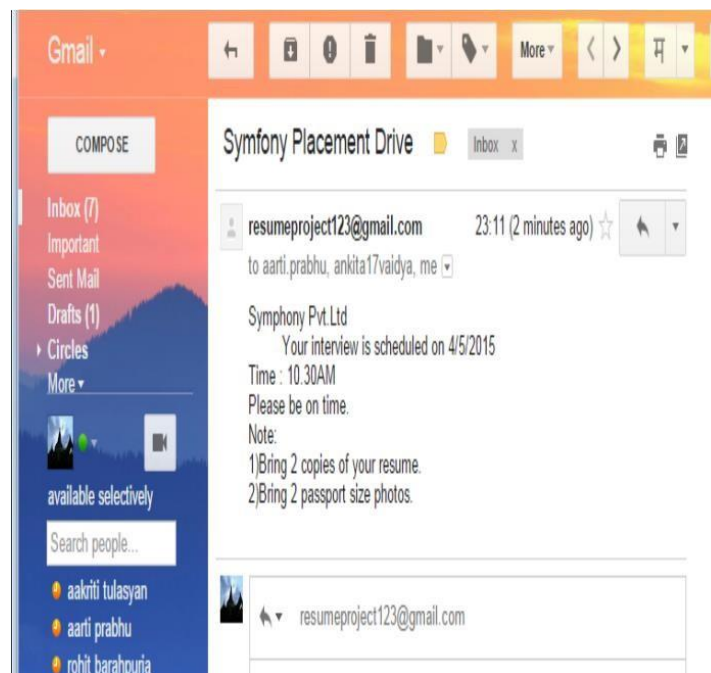 Gmail
More
म
COMPOSE
Symfony Placement Drive
Inbox x
Inbox (7)
Important
Sent Mail
Drafts (1)
Circles
More
available selectively
Search people...
aakriti tulasyan
aarti prabhu
rohit barahpuria
resumeproject123@gmail.com 23:11 (2 minutes ago)
to aarti.prabhu, ankita17vaidya, me
Symphony Pvt.Ltd
Your interview is scheduled on 4/5/2015
Time : 10.30AM
Please be on time.
Note:
1)Bring 2 copies of your resume.
2)Bring 2 passport size photos.
resumeproject123@gmail.com